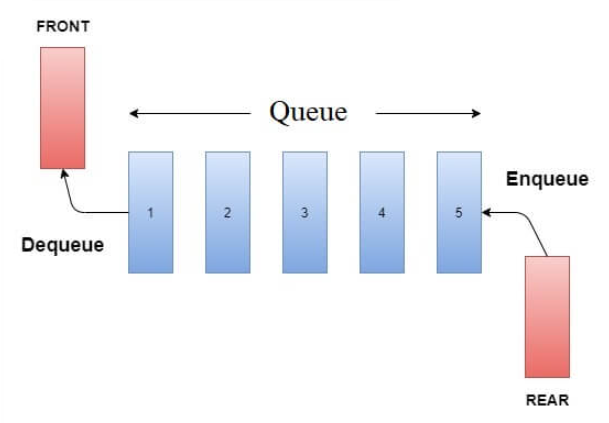 FRONT
Queue
Enqueue
1 2 3 4 5
Dequeue
REAR